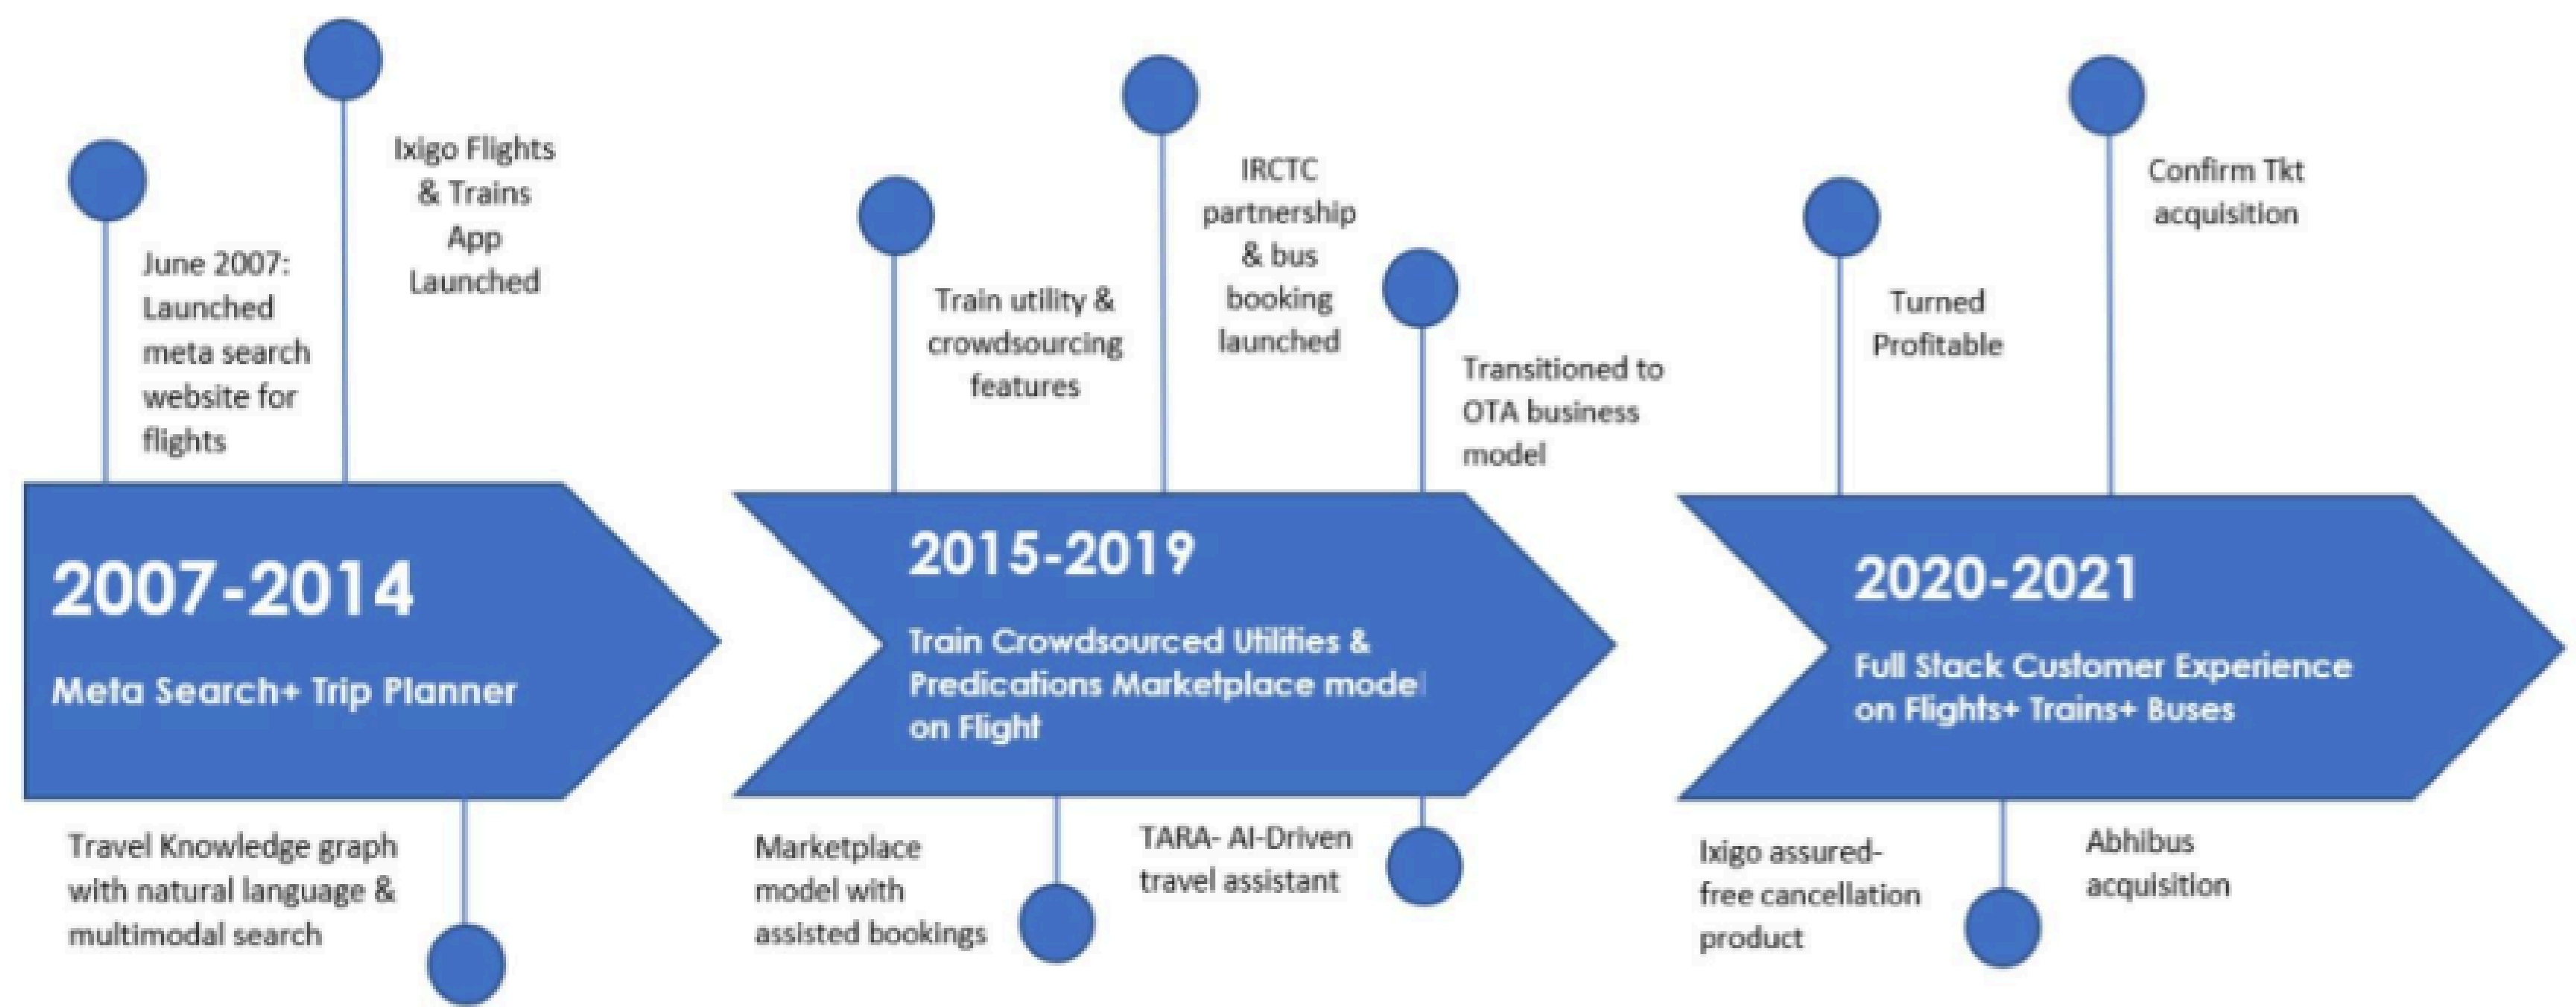 June 2007:
Launched
meta search
website for
flights
Ixigo Flights
& Trains
App
Launched
2007-2014
Meta Search+ Trip Planner
Travel Knowledge graph
with natural language &
multimodal search
Train utility &
crowdsourcing
features
IRCTC
partnership
& bus
booking
launched
Transitioned to
OTA business
model
2015-2019
Train Crowdsourced Utilities &
Predications Marketplace model
on Flight
Marketplace
model with
assisted bookings
TARA- AI-Driven
travel assistant
Turned
Profitable
Confirm Tkt
acquisition
2020-2021
Full Stack Customer Experience
on Flights+ Trains+ Buses
Ixigo assured-
free cancellation
product
Abhibus
acquisition